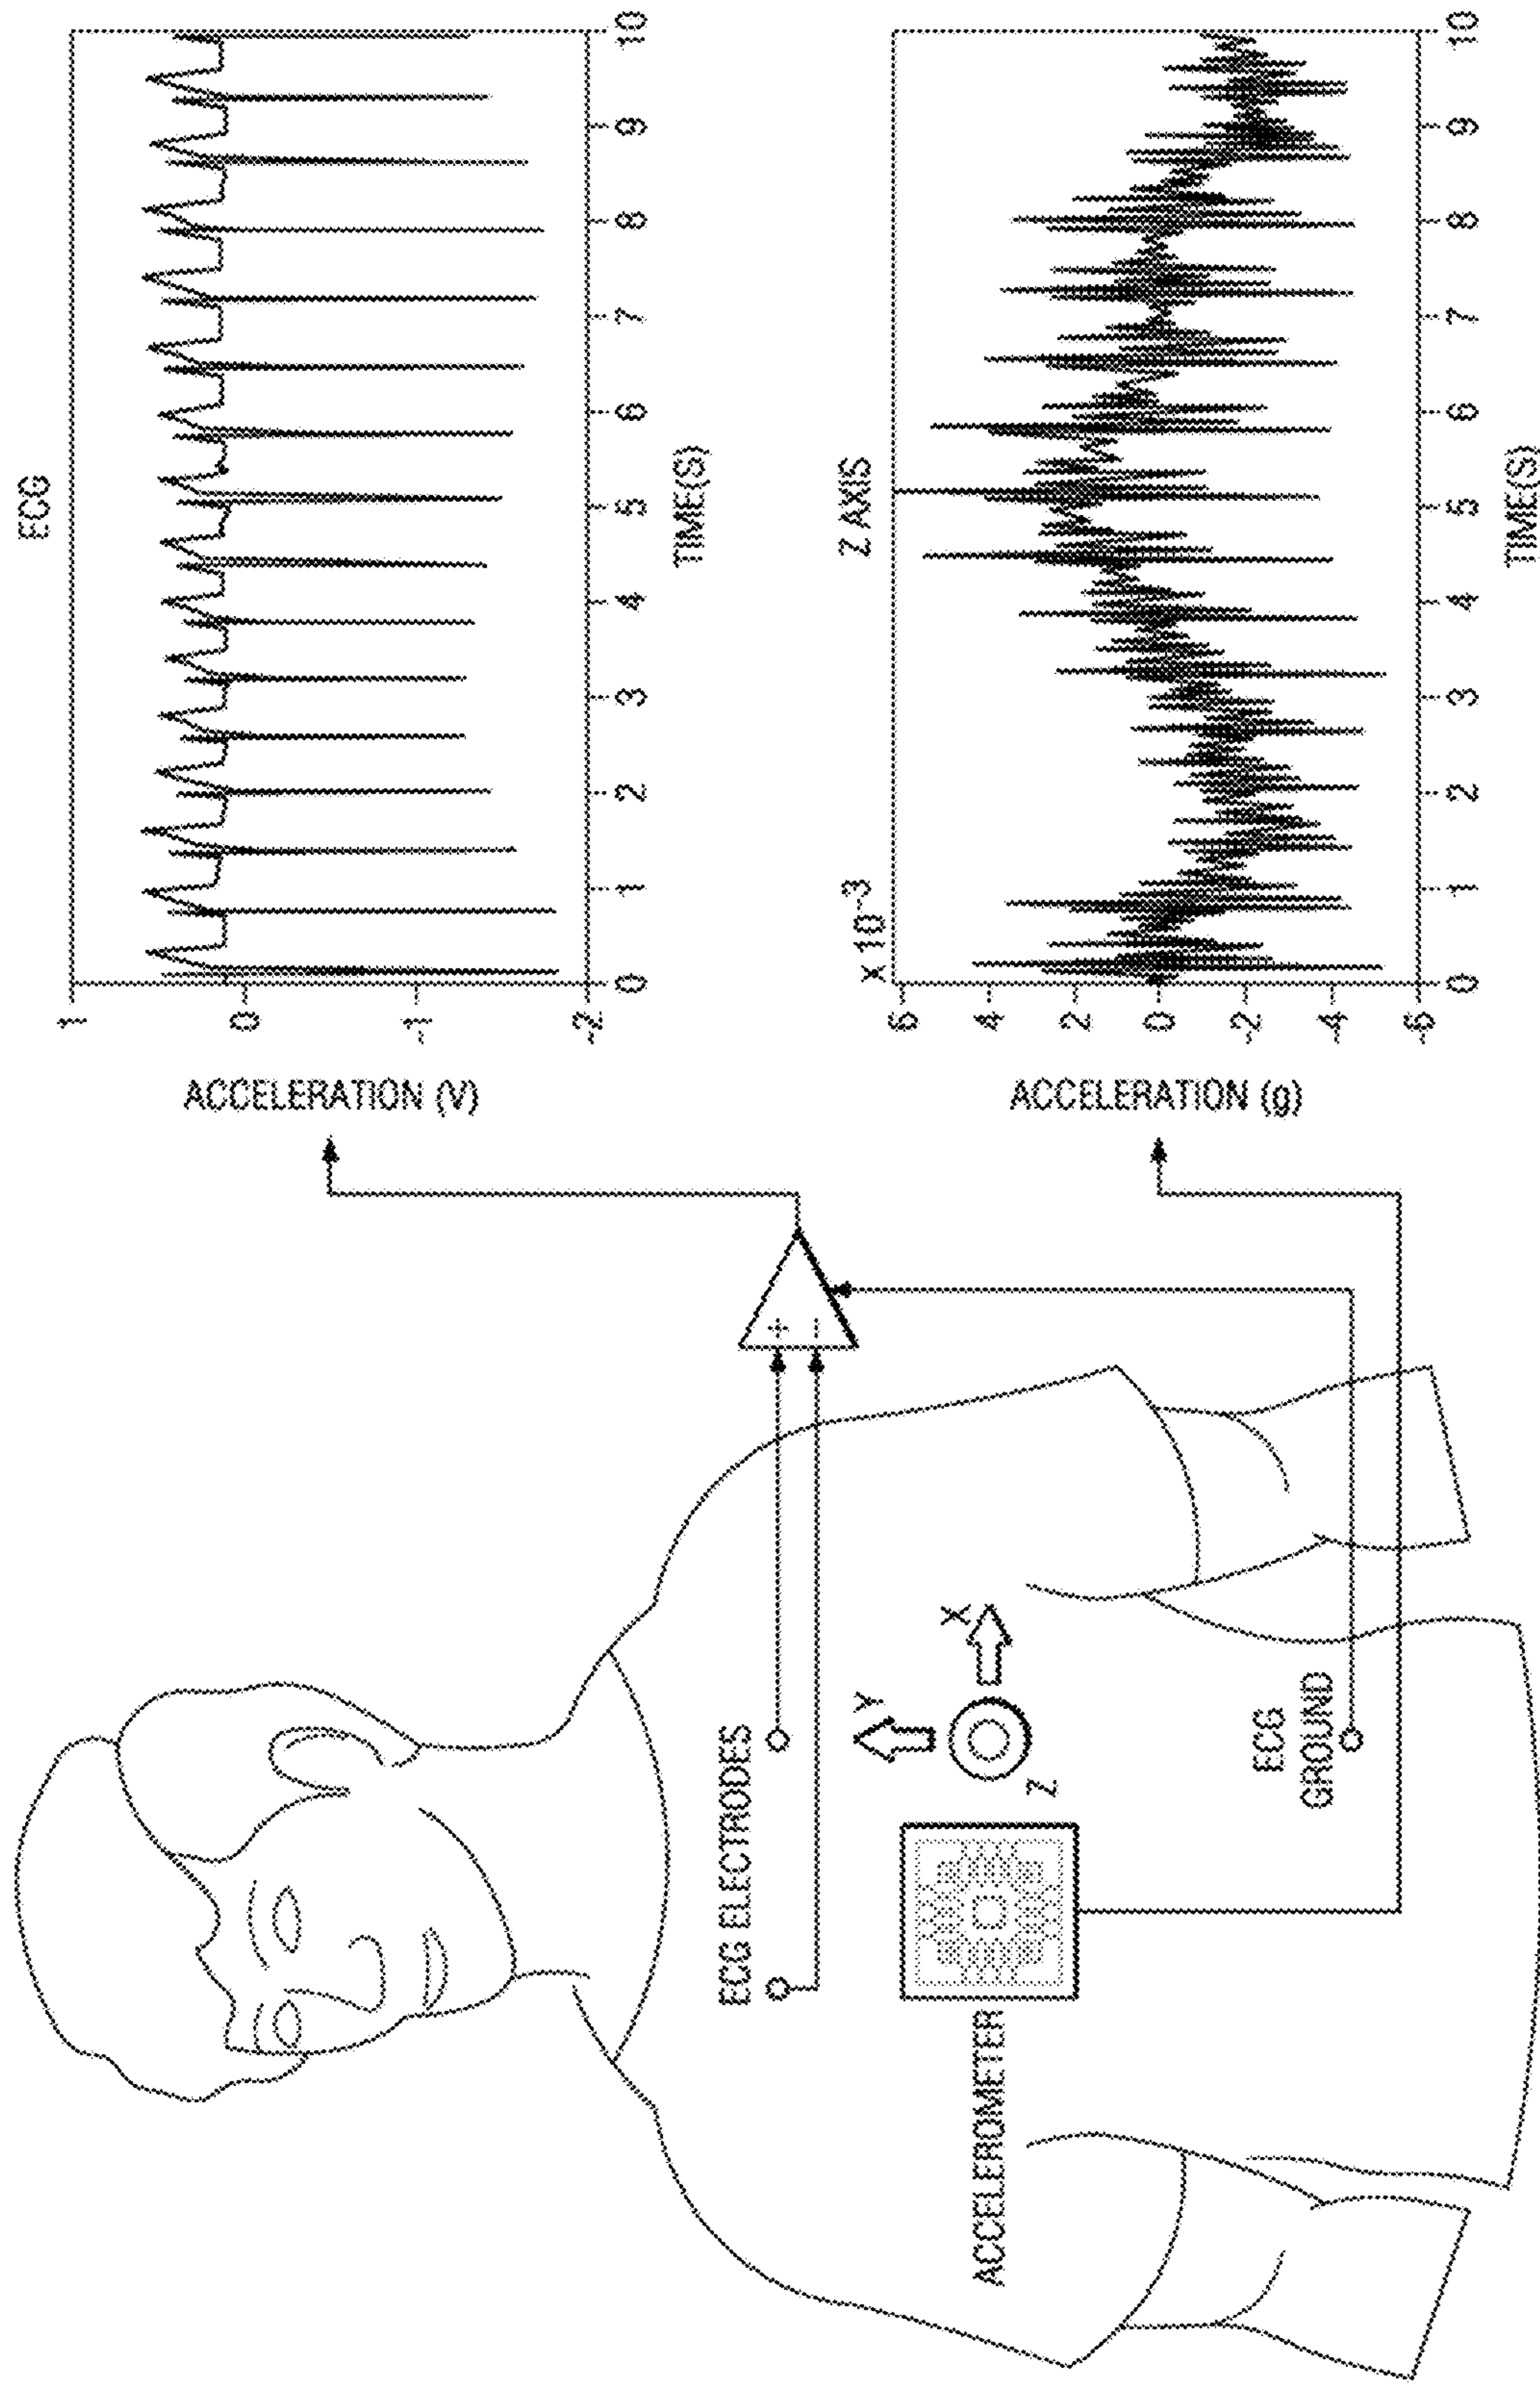 ECG
ACCELERATION (V)
1
0
-1
-2
0 1 2 3 4 5 6 7 8 9 10
TIME(S)
Z AXIS
x 10-3
ACCELERATION (g)
6
4
2
0
-2
-4
-6
0 1 2 3 4 5 6 7 8 9 10
TIME(S)
ECG ELECTRODES
+
-
ACCELEROMETER
Y
X
Z
ECG
GROUND